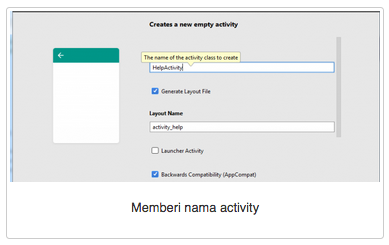 Creates a new empty activity
The name of the activity class to create
HelpActivity
Generate Layout File
Layout Name
activity_help
Launcher Activity
Backwards Compatibility (AppCompat)
Memberi nama activity